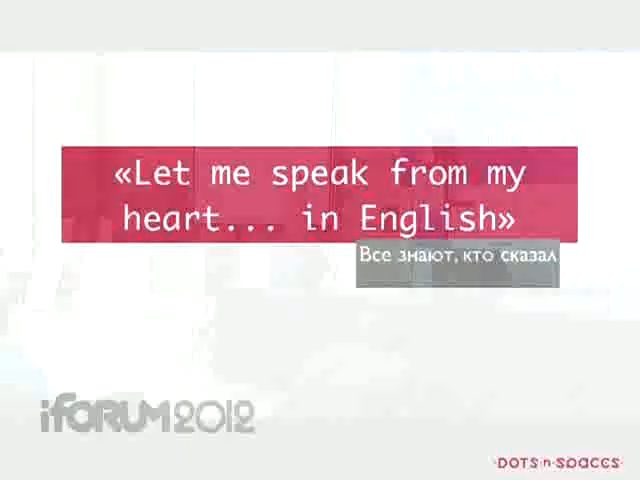 «Let me speak from my
heart... in English»
Все знают, кто сказал
iFORUM2012
DOTS n SPACES